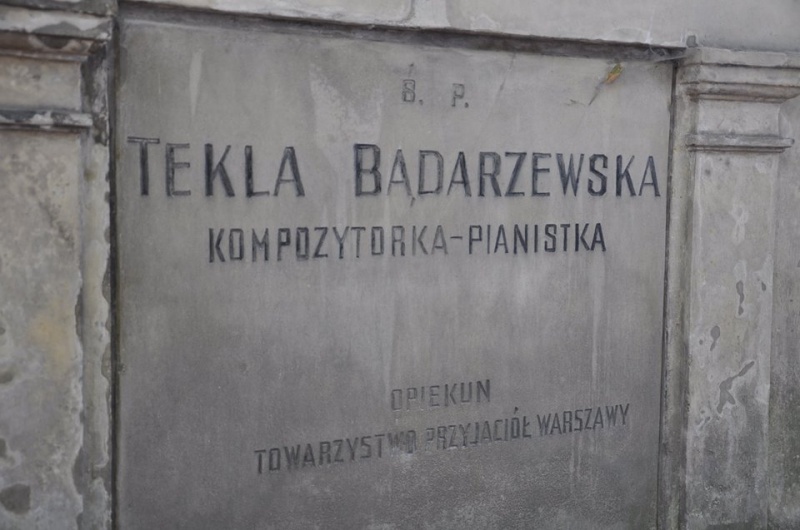 Ś. P.
TEKLA BĄDARZEWSKA
KOMPOZYTORKA-PIANISTKA
OPIEKUN
TOWARZYSTWO PRZYJACIÓŁ WARSZAWY